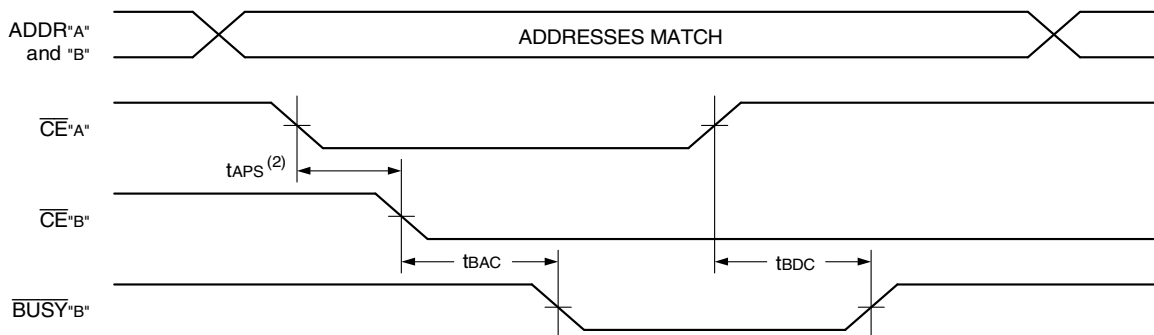 ADDR"A"
and "B"
ADDRESSES MATCH
CE"A"
tAPS (2)
CE"B"
tBAC
tBDC
BUSY"B"